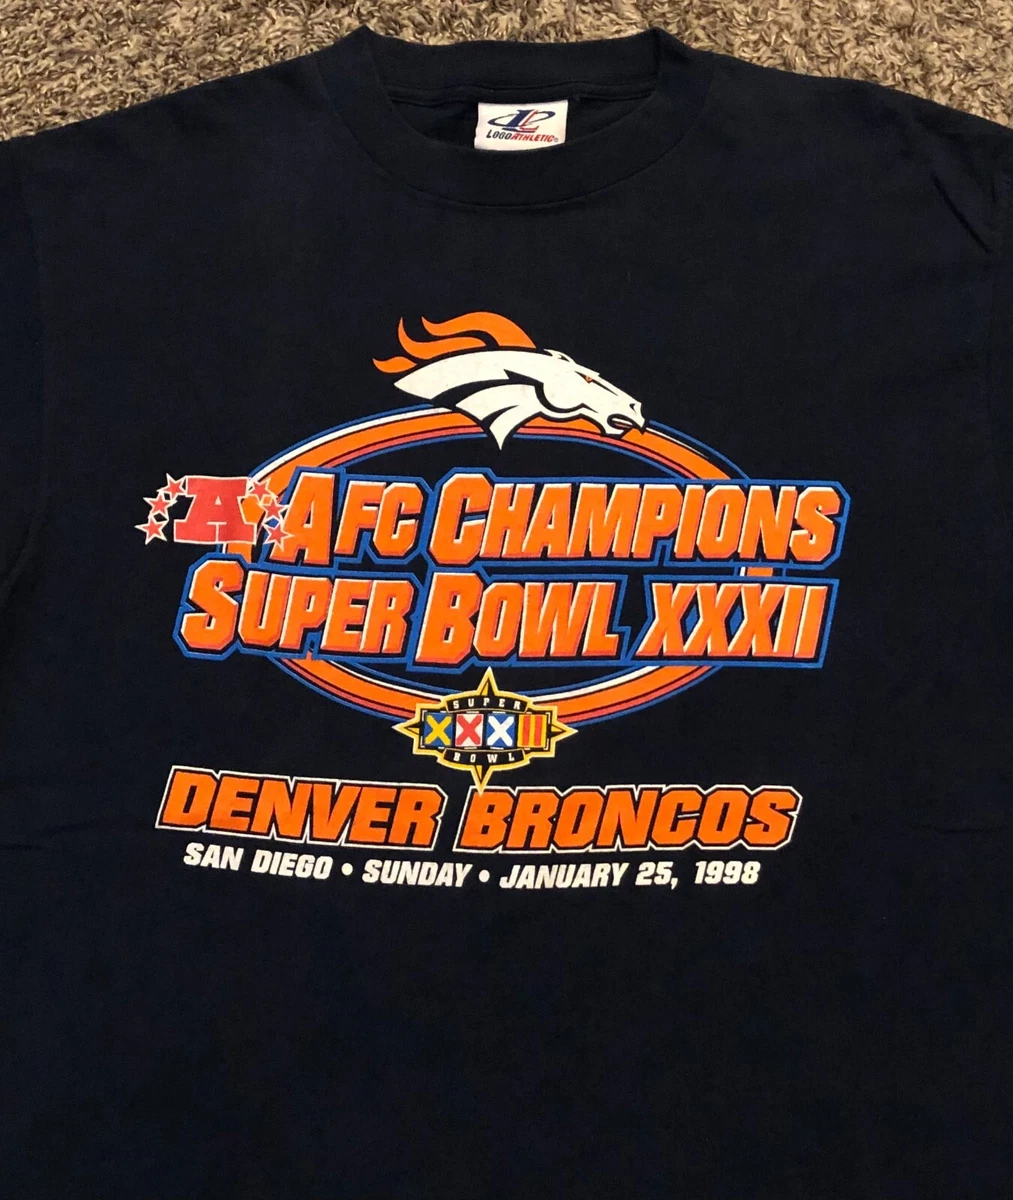 LOGO ATHLETIC®
A AFC CHAMPIONS
SUPER BOWL XXXII
SUPER
XXXII
BOWL
DENVER BRONCOS
SAN DIEGO • SUNDAY • JANUARY 25, 1998